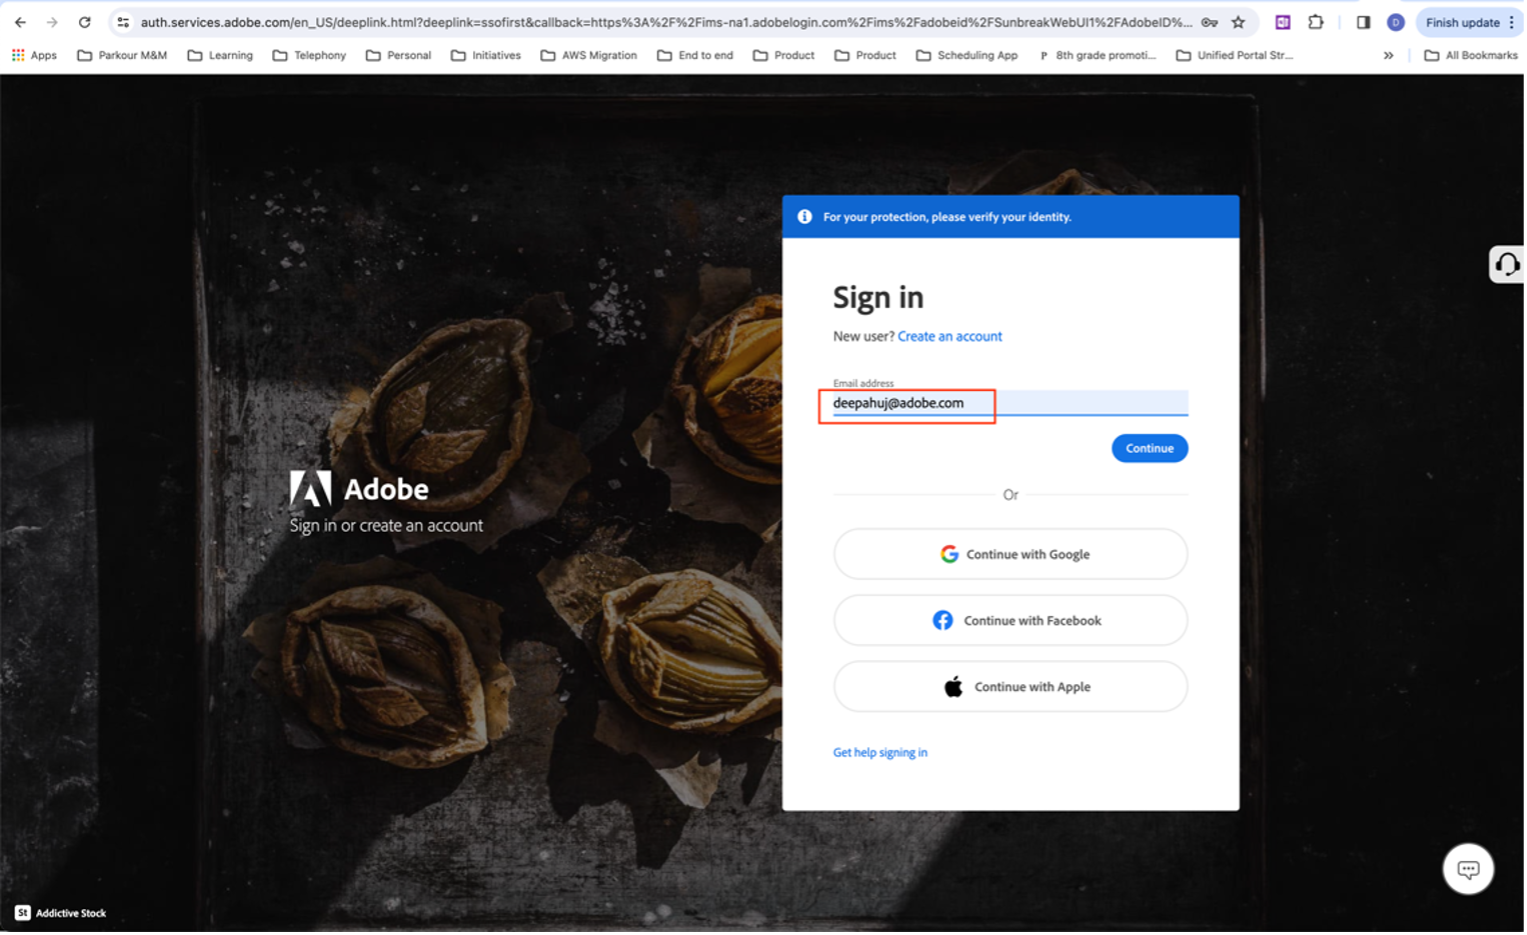 auth.services.adobe.com/en_US/deeplink.html?deeplink=ssofirst&callback=https%3A%2F%2Fims-na1.adobelogin.com%2Fims%2Fadobeid%2FSunbreakWebUI1%2FAdobeID%...
D
Finish update
Apps
Parkour M&M
Learning
Telephony
Personal
Initiatives
AWS Migration
End to end
Product
Product
Scheduling App
P 8th grade promoti...
Unified Portal Str...
»
All Bookmarks
For your protection, please verify your identity.
Sign in
New user? Create an account
Email address
deepahuj@adobe.com
Continue
Or
Adobe
Sign in or create an account
Continue with Google
Continue with Facebook
Continue with Apple
Get help signing in
St Addictive Stock